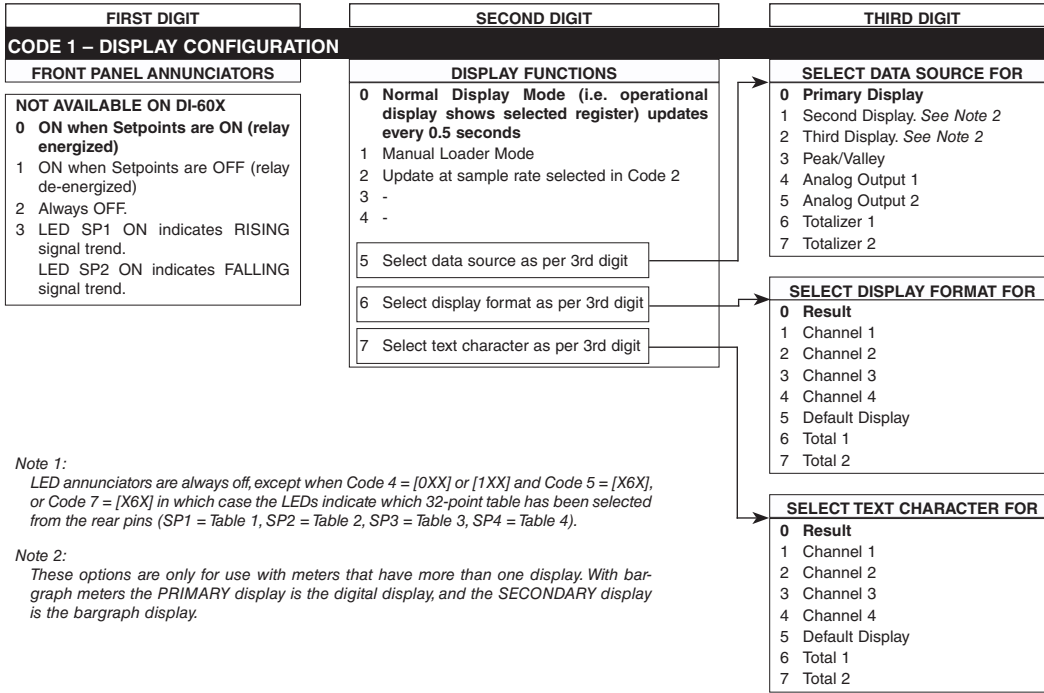 FIRST DIGIT
SECOND DIGIT
THIRD DIGIT
CODE 1 – DISPLAY CONFIGURATION
FRONT PANEL ANNUNCIATORS
NOT AVAILABLE ON DI-60X
0 ON when Setpoints are ON (relay
energized)
1 ON when Setpoints are OFF (relay
de-energized)
2 Always OFF.
3 LED SP1 ON indicates RISING
signal trend.
LED SP2 ON indicates FALLING
signal trend.
DISPLAY FUNCTIONS
0 Normal Display Mode (i.e. operational
display shows selected register) updates
every 0.5 seconds
1 Manual Loader Mode
2 Update at sample rate selected in Code 2
3 -
4 -
5 Select data source as per 3rd digit
6 Select display format as per 3rd digit
7 Select text character as per 3rd digit
SELECT DATA SOURCE FOR
0 Primary Display
1 Second Display. See Note 2
2 Third Display. See Note 2
3 Peak/Valley
4 Analog Output 1
5 Analog Output 2
6 Totalizer 1
7 Totalizer 2
SELECT DISPLAY FORMAT FOR
0 Result
1 Channel 1
2 Channel 2
3 Channel 3
4 Channel 4
5 Default Display
6 Total 1
7 Total 2
SELECT TEXT CHARACTER FOR
0 Result
1 Channel 1
2 Channel 2
3 Channel 3
4 Channel 4
5 Default Display
6 Total 1
7 Total 2
Note 1:
LED annunciators are always off, except when Code 4 = [0XX] or [1XX] and Code 5 = [X6X],
or Code 7 = [X6X] in which case the LEDs indicate which 32-point table has been selected
from the rear pins (SP1 = Table 1, SP2 = Table 2, SP3 = Table 3, SP4 = Table 4).
Note 2:
These options are only for use with meters that have more than one display. With bar-
graph meters the PRIMARY display is the digital display, and the SECONDARY display
is the bargraph display.